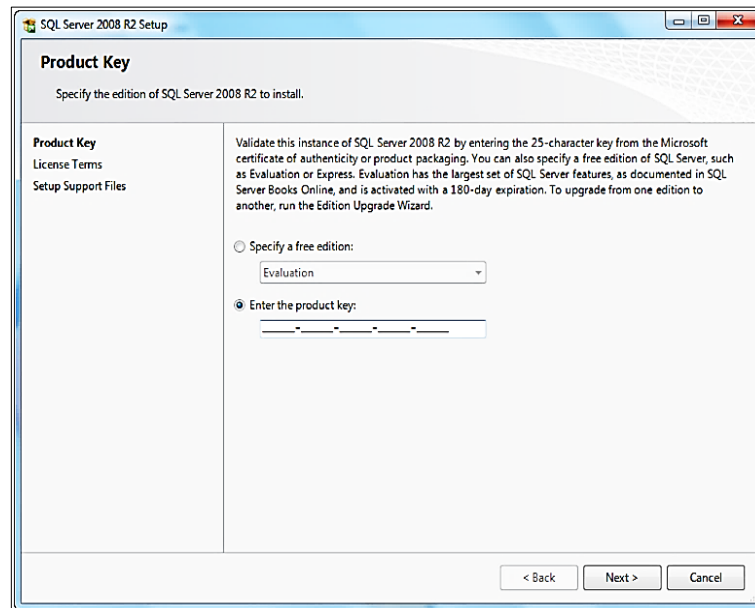 SQL Server 2008 R2 Setup
Product Key
Specify the edition of SQL Server 2008 R2 to install.
Product Key
License Terms
Setup Support Files
Validate this instance of SQL Server 2008 R2 by entering the 25-character key from the Microsoft
certificate of authenticity or product packaging. You can also specify a free edition of SQL Server, such
as Evaluation or Express. Evaluation has the largest set of SQL Server features, as documented in SQL
Server Books Online, and is activated with a 180-day expiration. To upgrade from one edition to
another, run the Edition Upgrade Wizard.
Specify a free edition:
Evaluation
Enter the product key:
_____-_____-_____-_____-_____
< Back
Next >
Cancel